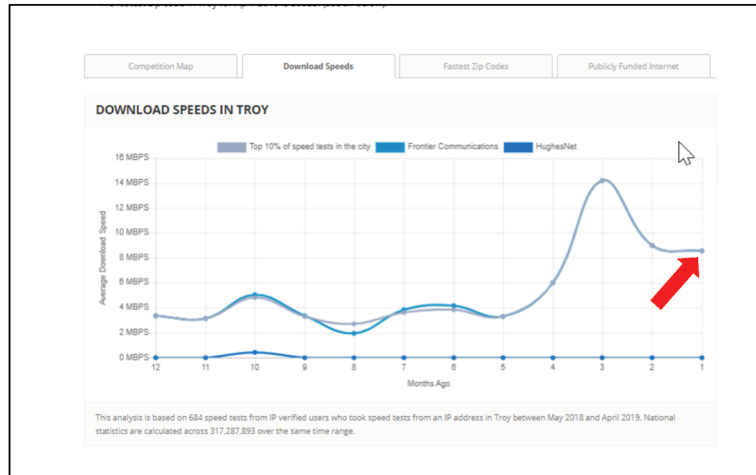 Competition Map
Download Speeds
Fastest Zip Codes
Publicly Funded Internet
DOWNLOAD SPEEDS IN TROY
Top 10% of speed tests in the city
Frontier Communications
HughesNet
16 MBPS
14 MBPS
12 MBPS
10 MBPS
8 MBPS
6 MBPS
4 MBPS
2 MBPS
0 MBPS
Average Download Speed
12 11 10 9 8 7 6 5 4 3 2 1
Months Ago
This analysis is based on 684 speed tests from IP verified users who took speed tests from an IP address in Troy between May 2018 and April 2019. National
statistics are calculated across 317,287,893 over the same time range.